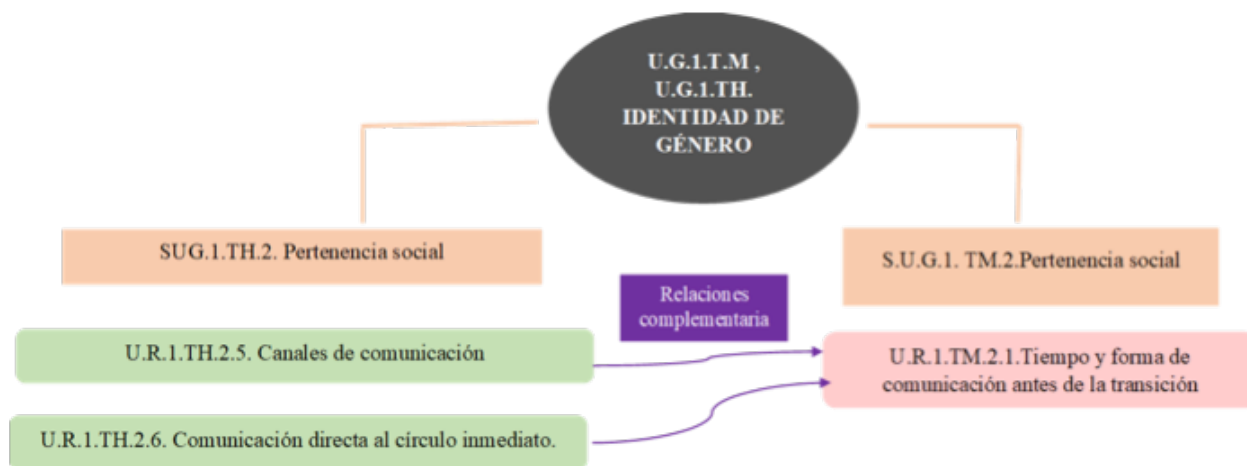 U.G.1.T.M ,
U.G.1.TH.
IDENTIDAD DE
GÉNERO
SUG.1.TH.2. Pertenencia social
S.U.G.1. TM.2.Pertenencia social
Relaciones
complementaria
U.R.1.TH.2.5. Canales de comunicación
U.R.1.TM.2.1.Tiempo y forma de
comunicación antes de la transición
U.R.1.TH.2.6. Comunicación directa al círculo inmediato.